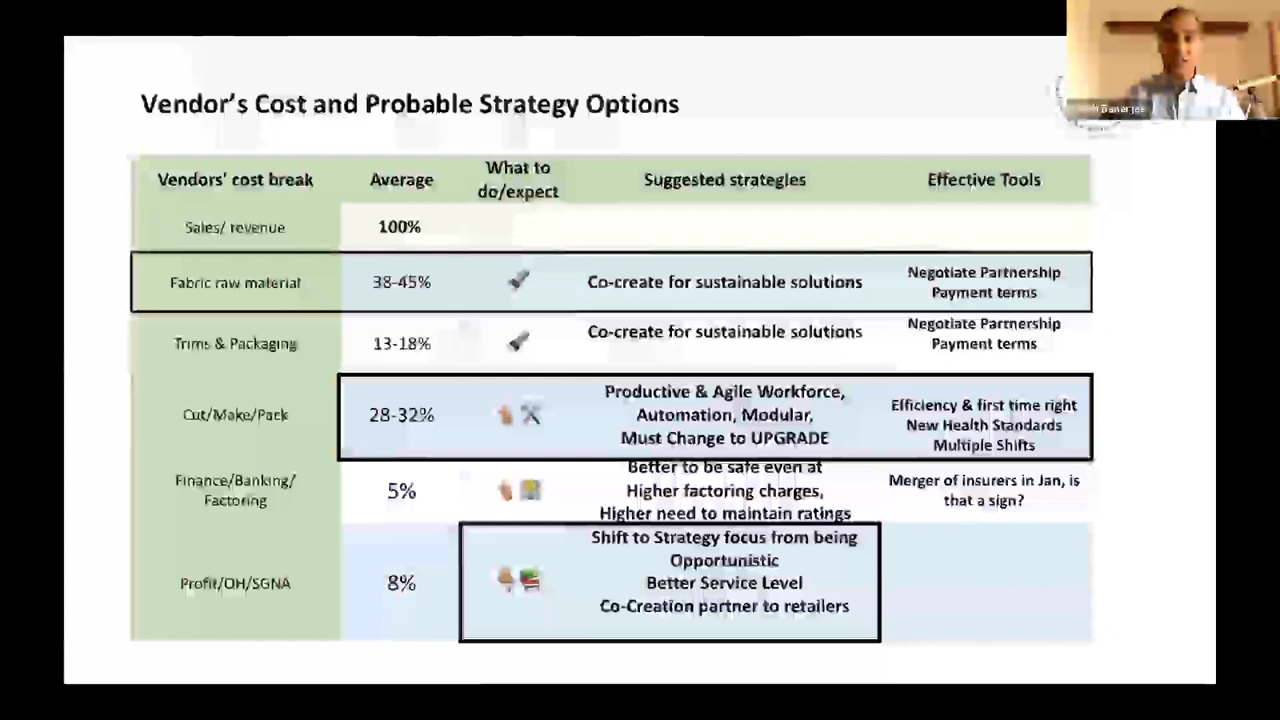 Vendor's Cost and Probable Strategy Options
Vendors' cost break
Average
What to
do/expect
Suggested strategies
Effective Tools
Sales/ revenue
100%
Fabric raw material
38-45%
Co-create for sustainable solutions
Negotiate Partnership
Payment terms
Trims & Packaging
13-18%
Co-create for sustainable solutions
Negotiate Partnership
Payment terms
Cut/Make/Pack
28-32%
Productive & Agile Workforce,
Automation, Modular,
Must Change to UPGRADE
Efficiency & first time right
New Health Standards
Multiple Shifts
Finance/Banking/
Factoring
5%
Better to be safe even at
Higher factoring charges,
Higher need to maintain ratings
Merger of insurers in Jan, is
that a sign?
Profit/OH/SGNA
8%
Shift to Strategy focus from being
Opportunistic
Better Service Level
Co-Creation partner to retailers